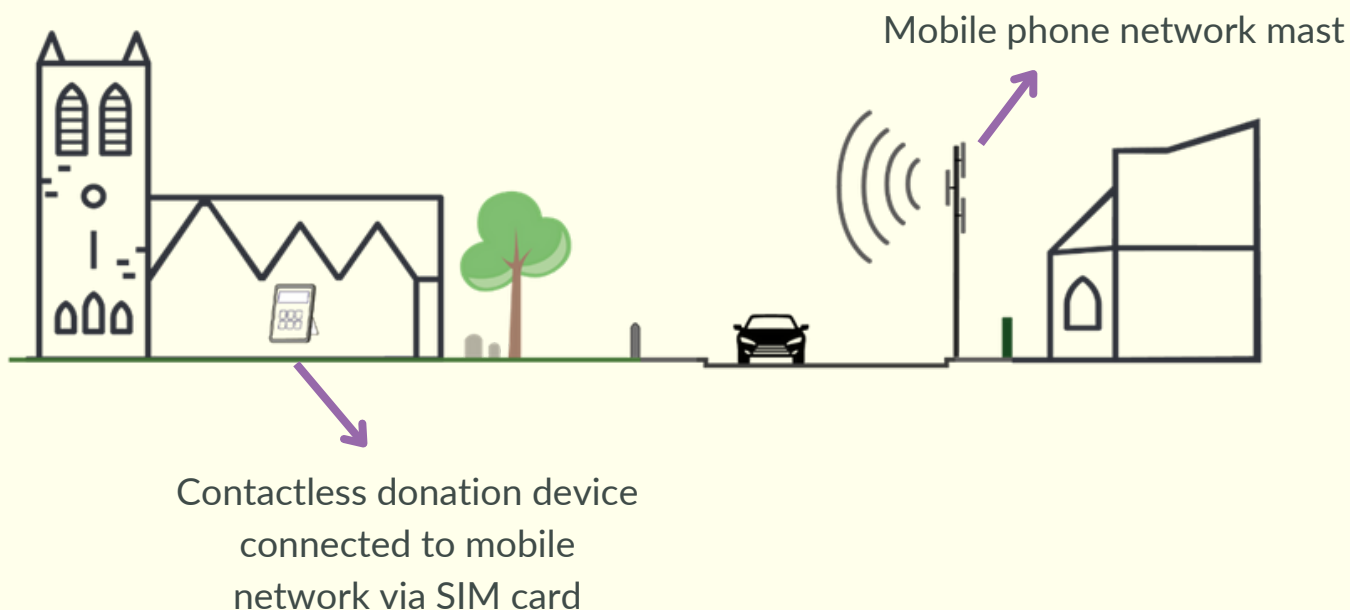 Mobile phone network mast
Contactless donation device
connected to mobile
network via SIM card